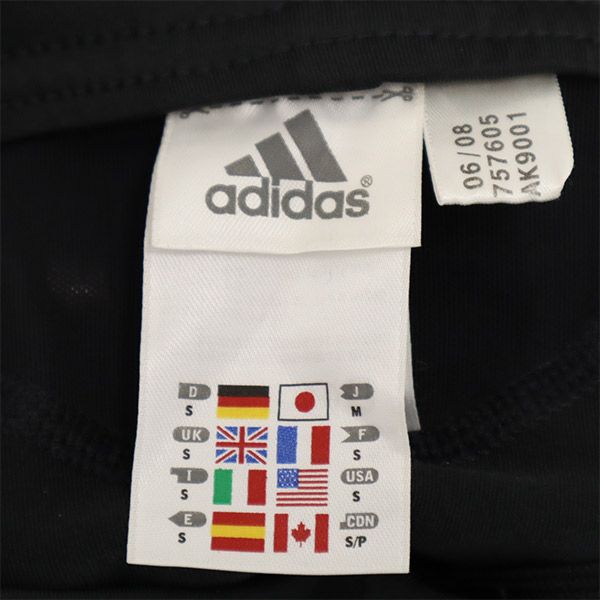 adidas®
06/08
757605
AK9001
D J
S M
UK F
S S
I USA
S S
E CDN
S S/P